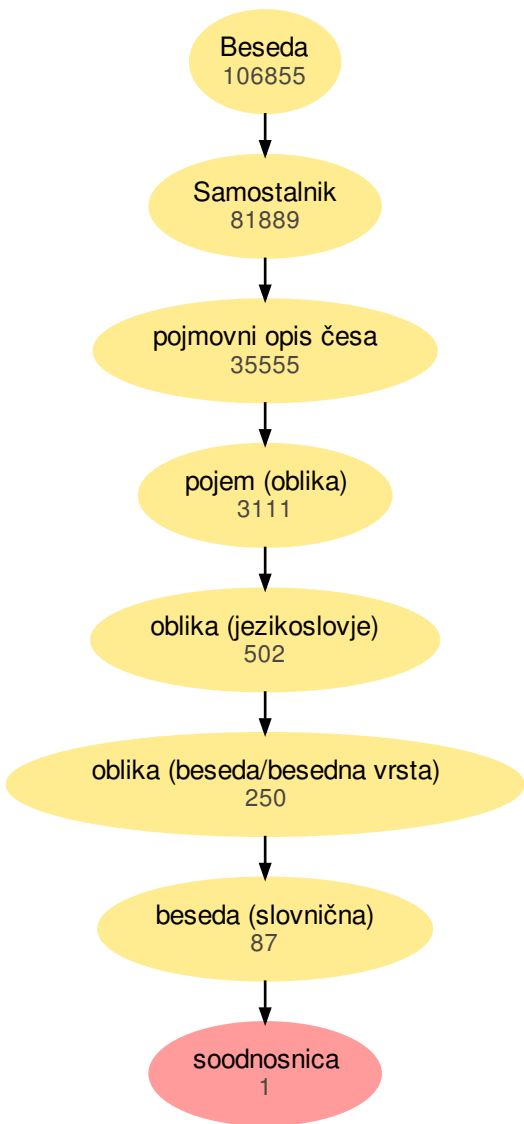 Beseda
106855
Samostalnik
81889
pojmovni opis česa
35555
pojem (oblika)
3111
oblika (jezikoslovje)
502
oblika (beseda/besedna vrsta)
250
beseda (slovnična)
87
soodnosnica
1